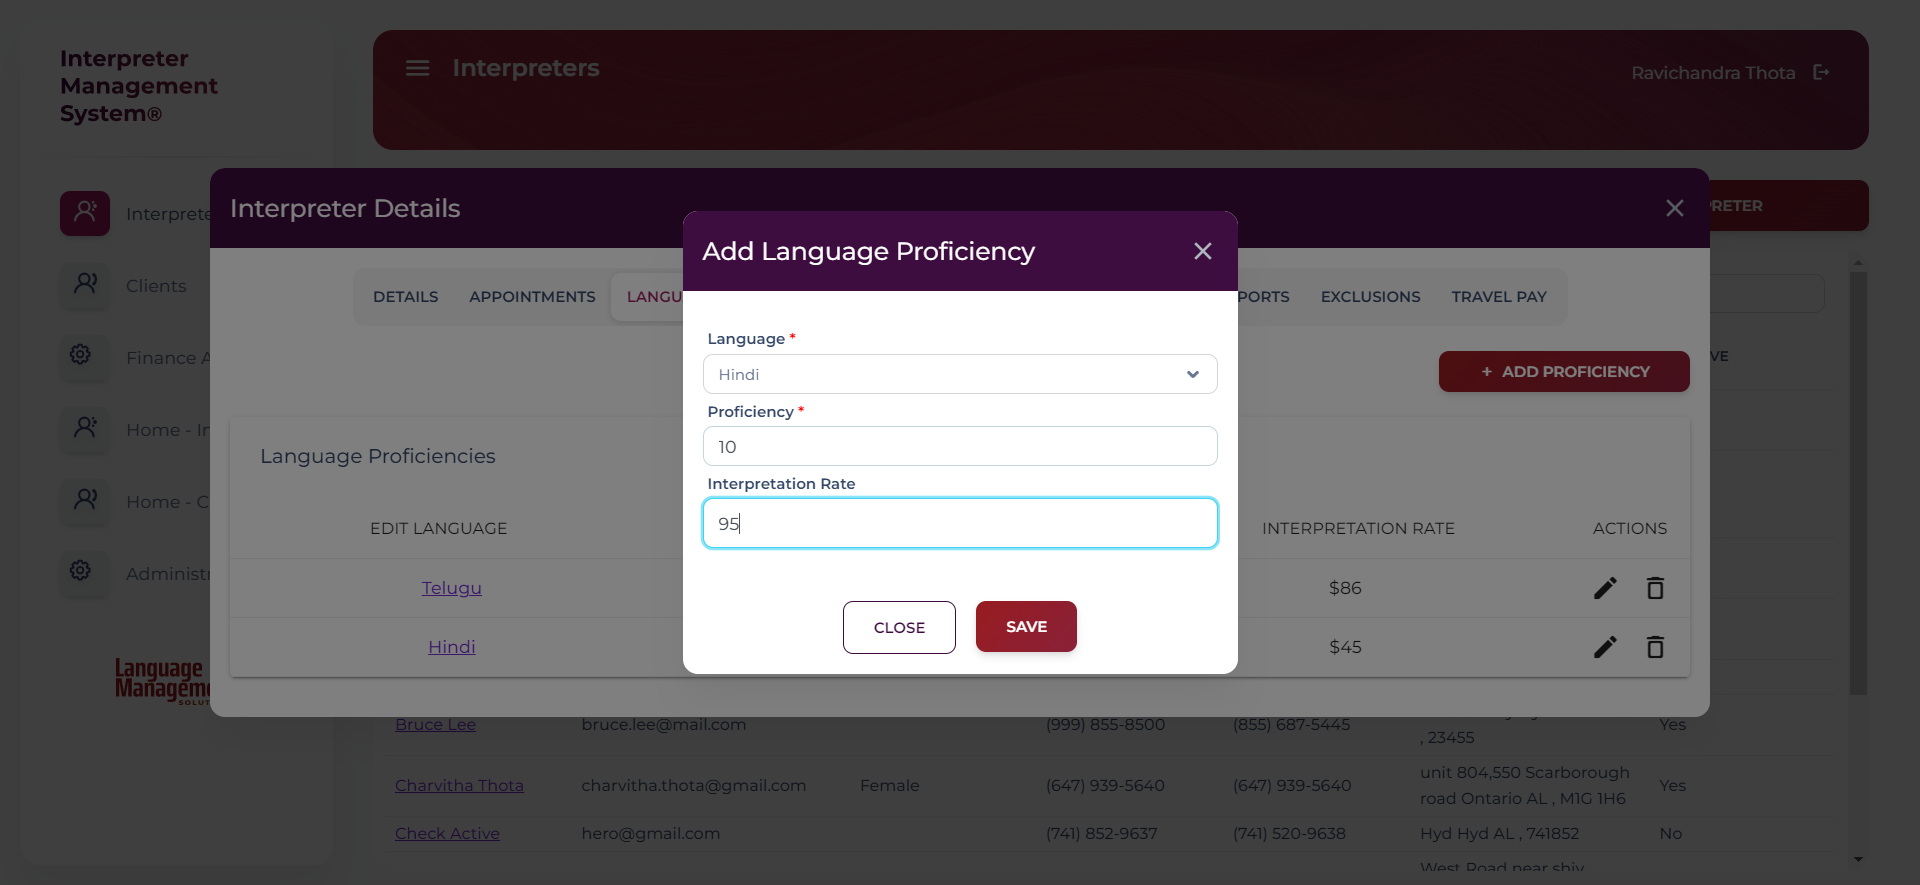 Interpreter
Management
System®
Interpreters
Ravichandra Thota
Clients
Finance A
Home - In
Home - C
Language
SOLUT
PRETER
Interpreter Details
DETAILS
APPOINTMENTS
LANGU
PORTS
EXCLUSIONS
TRAVEL PAY
VE
+ ADD PROFICIENCY
Language Proficiencies
EDIT LANGUAGE
INTERPRETATION RATE
ACTIONS
Telugu
$86
Hindi
$45
Add Language Proficiency
Language *
Hindi
Proficiency *
10
Interpretation Rate
95
CLOSE
SAVE
Bruce Lee
bruce.lee@mail.com
(999) 855-8500
(855) 687-5445
, 23455
Yes
Charvitha Thota
charvitha.thota@gmail.com
Female
(647) 939-5640
(647) 939-5640
unit 804,550 Scarborough
road Ontario AL , M1G 1H6
Yes
Check Active
hero@gmail.com
(741) 852-9637
(741) 520-9638
Hyd Hyd AL , 741852
No
West Road near shiv